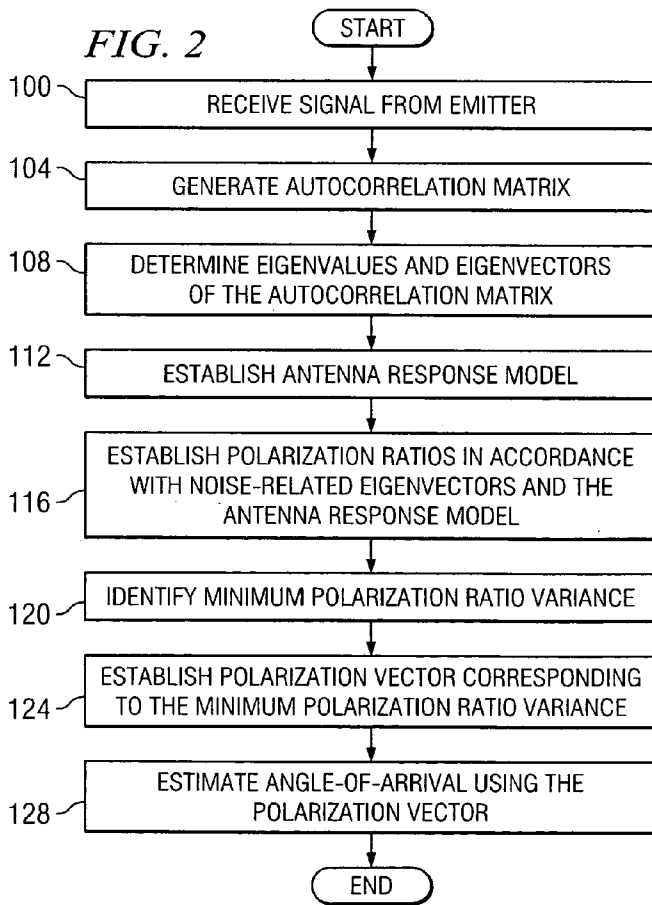 FIG. 2
START
100
RECEIVE SIGNAL FROM EMITTER
104
GENERATE AUTOCORRELATION MATRIX
108
DETERMINE EIGENVALUES AND EIGENVECTORS
OF THE AUTOCORRELATION MATRIX
112
ESTABLISH ANTENNA RESPONSE MODEL
116
ESTABLISH POLARIZATION RATIOS IN ACCORDANCE
WITH NOISE-RELATED EIGENVECTORS AND THE
ANTENNA RESPONSE MODEL
120
IDENTIFY MINIMUM POLARIZATION RATIO VARIANCE
124
ESTABLISH POLARIZATION VECTOR CORRESPONDING
TO THE MINIMUM POLARIZATION RATIO VARIANCE
128
ESTIMATE ANGLE-OF-ARRIVAL USING THE
POLARIZATION VECTOR
END